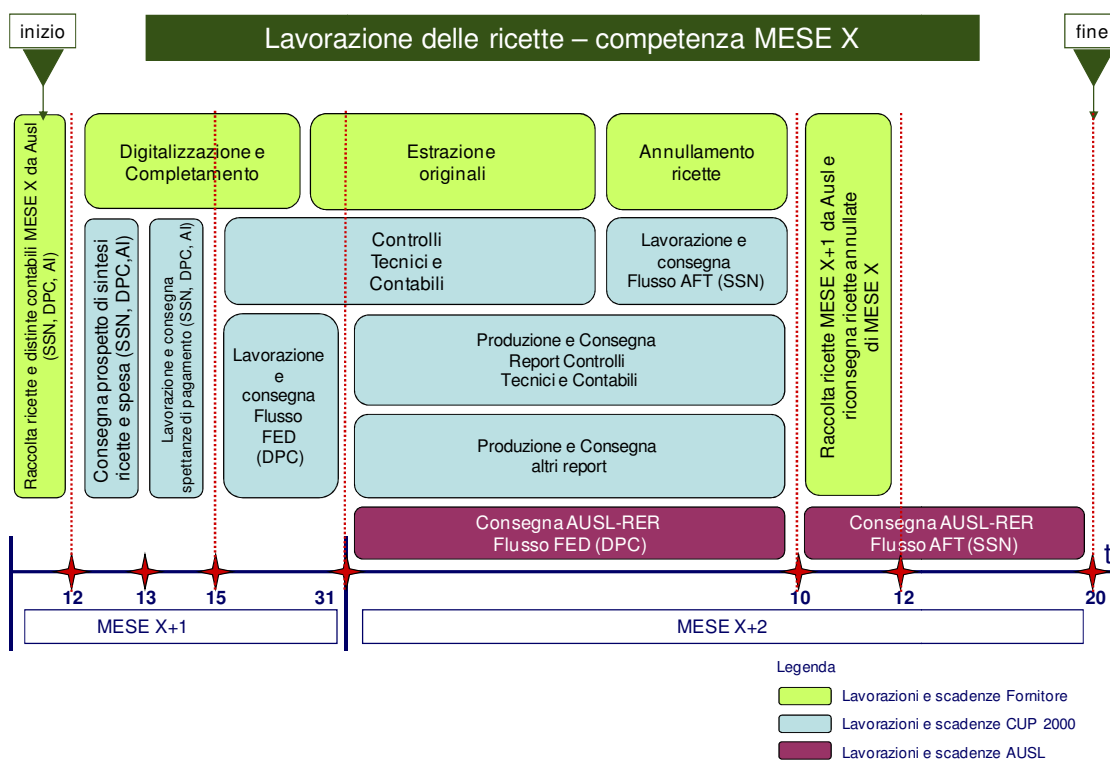 inizio
Lavorazione delle ricette – competenza MESE X
fine
Raccolta ricette e distinte contabili MESE X da Ausl
(SSN, DPC, AI)
Digitalizzazione e
Completamento
Estrazione
originali
Annullamento
ricette
Raccolta ricette MESE X+1 da Ausl e
riconsegna ricette annullate
di MESE X
Consegna prospetto di sintesi
ricette e spesa (SSN, DPC,AI)
Lavorazione e consegna
spettanze di pagamento (SSN, DPC, AI)
Controlli
Tecnici e
Contabili
Lavorazione e
consegna
Flusso AFT (SSN)
Lavorazione
e
consegna
Flusso
FED
(DPC)
Produzione e Consegna
Report Controlli
Tecnici e Contabili
Produzione e Consegna
altri report
Consegna AUSL-RER
Flusso FED (DPC)
Consegna AUSL-RER
Flusso AFT (SSN)
t
12
13
15
31
10
12
20
MESE X+1
MESE X+2
Legenda
Lavorazioni e scadenze Fornitore
Lavorazioni e scadenze CUP 2000
Lavorazioni e scadenze AUSL